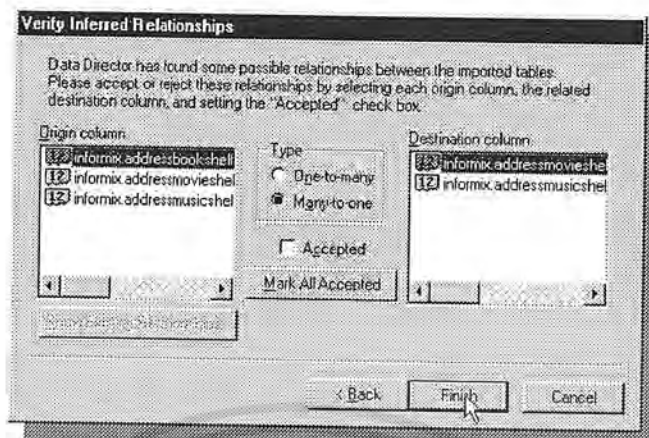 Verify Inferred Relationships
Data Director has found some possible relationships between the imported tables.
Please accept or reject these relationships by selecting each origin column, the related
destination column, and setting the "Accepted" check box.
Origin column
informix.addressbookshell
informix.addressmovieshel
informix.addressmusicshel
Type
One-to-many
Many-to-one
Accepted
Mark All Accepted
Destination column
informix.addressmovieshe
informix.addressmusicshel
< Back
Finish
Cancel